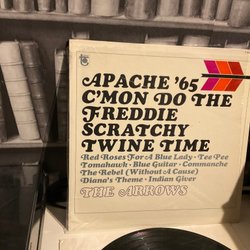 APACHE '65
C'MON DO THE
FREDDIE
SCRATCHY
TWINE TIME
Red Roses For A Blue Lady · Tee Pee
Tomahawk · Blue Guitar · Commanche
The Rebel (Without A Cause)
Diana's Theme · Indian Giver
THE ARROWS